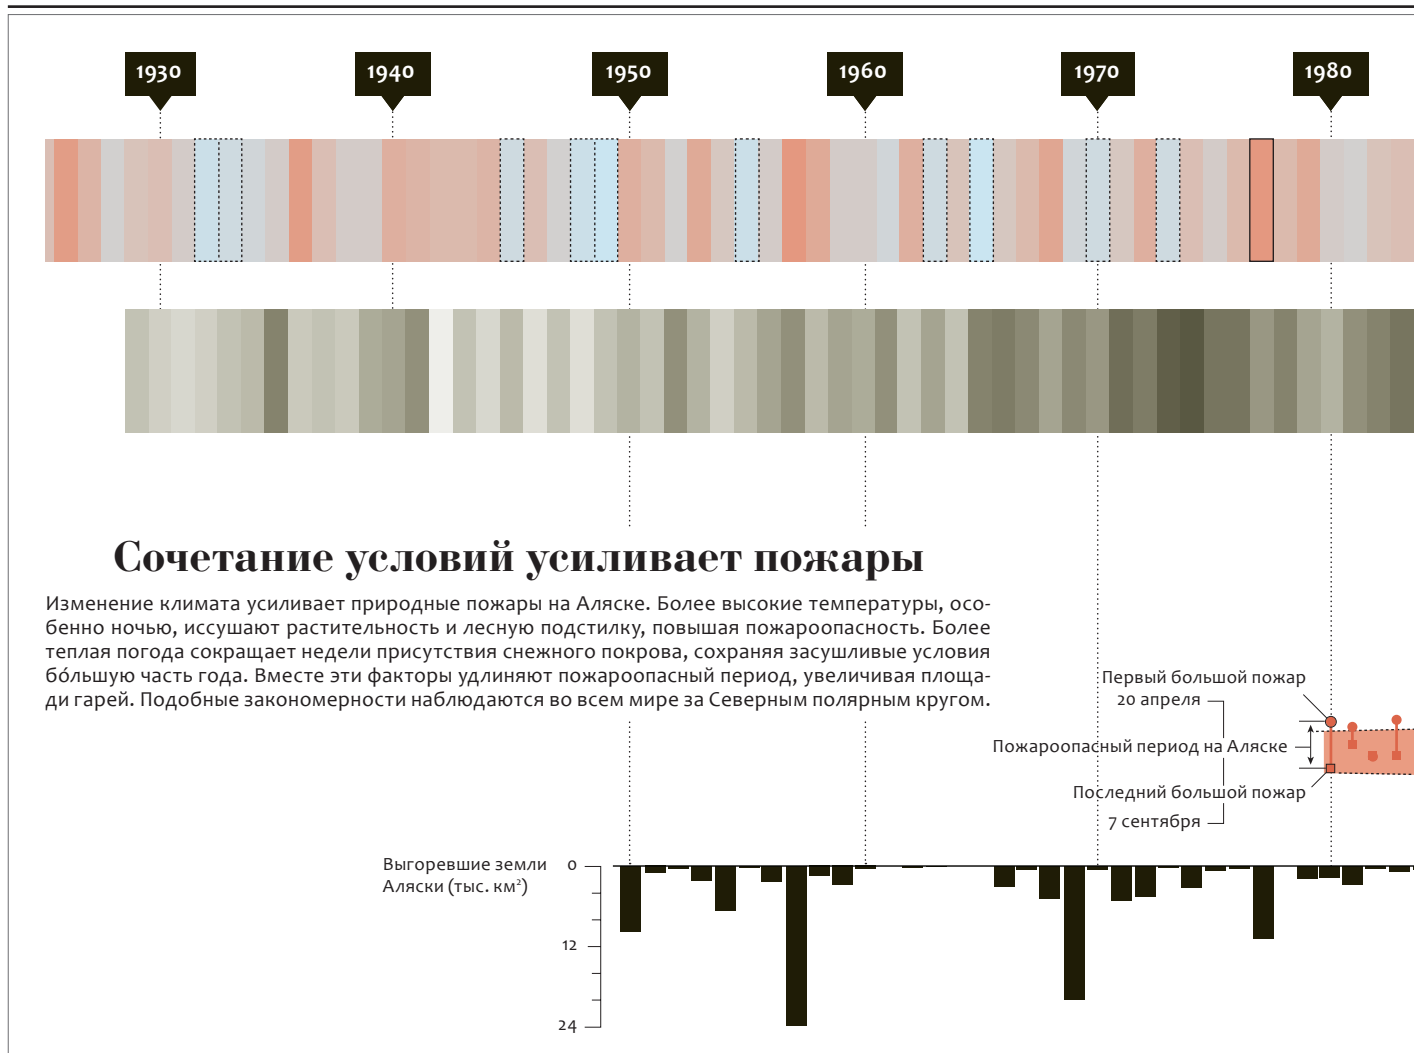 1930
1940
1950
1960
1970
1980
Сочетание условий усиливает пожары
Изменение климата усиливает природные пожары на Аляске. Более высокие температуры, осо-
бенно ночью, иссушают растительность и лесную подстилку, повышая пожароопасность. Более
теплая погода сокращает недели присутствия снежного покрова, сохраняя засушливые условия
бо́льшую часть года. Вместе эти факторы удлиняют пожароопасный период, увеличивая площа-
ди гарей. Подобные закономерности наблюдаются во всем мире за Северным полярным кругом.
Первый большой пожар
20 апреля
Пожароопасный период на Аляске
Последний большой пожар
7 сентября
Выгоревшие земли
Аляски (тыс. км²)
0
12
24